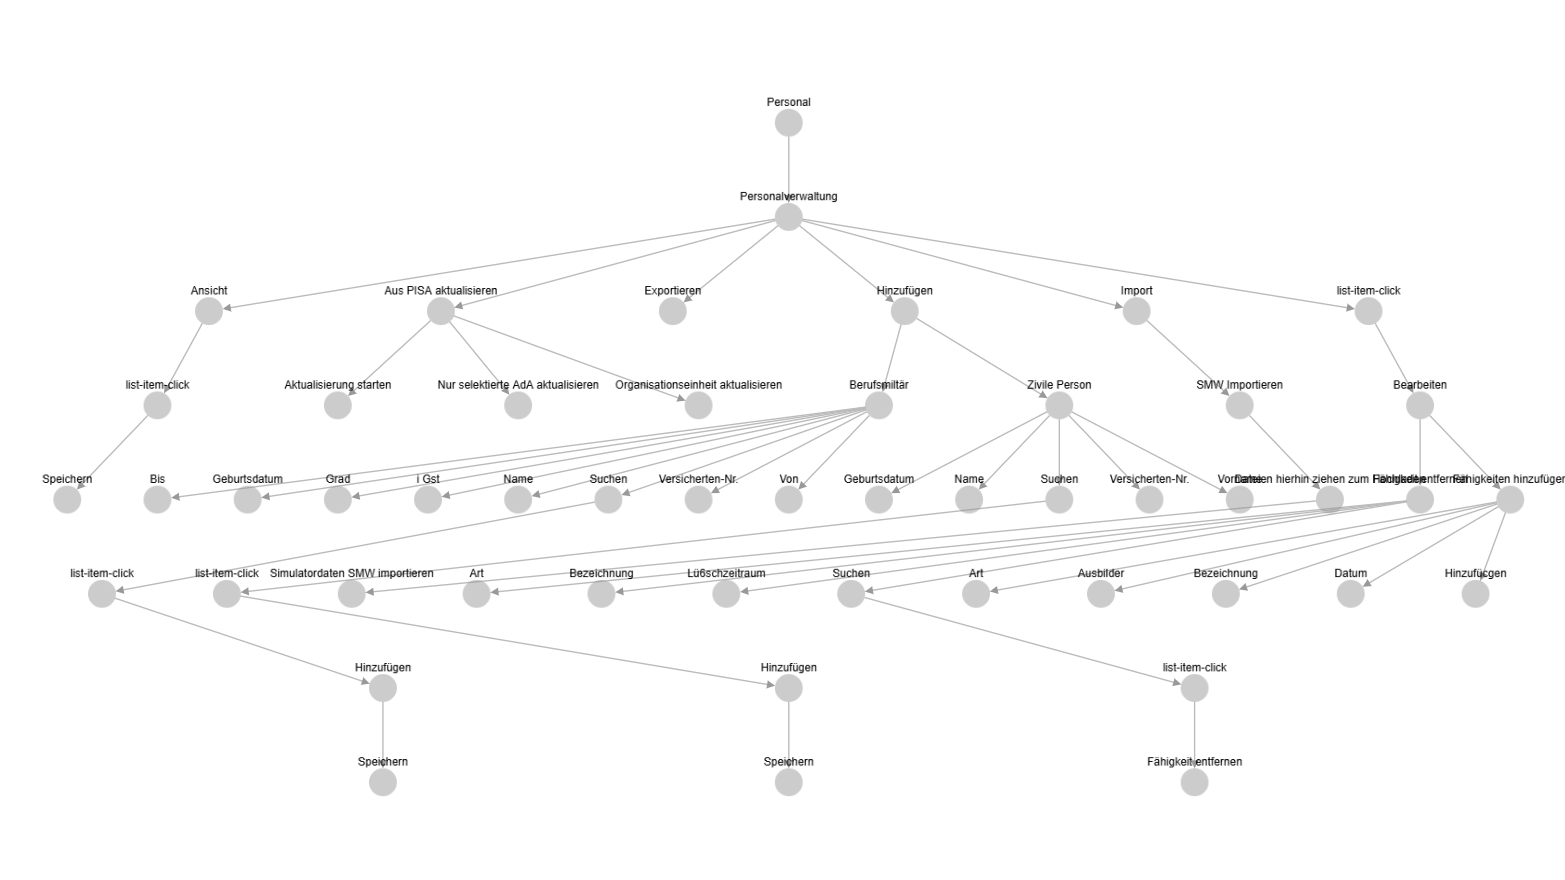 Personal
Personalverwaltung
Ansicht
Aus PISA aktualisieren
Exportieren
Hinzufügen
Import
list-item-click
list-item-click
Aktualisierung starten
Nur selektierte AdA aktualisieren
Organisationseinheit aktualisieren
Berufsmiltär
Zivile Person
SMW Importieren
Bearbeiten
Speichern
Bis
Geburtsdatum
Grad
i Gst
Name
Suchen
Versicherten-Nr.
Von
Geburtsdatum
Name
Suchen
Versicherten-Nr.
Vorname
Dateien hierhin ziehen zum Hochladen
Fähigkeit entfernen
Fähigkeiten hinzufügen
list-item-click
list-item-click
Simulatordaten SMW importieren
Art
Bezeichnung
Lü6schzeitraum
Suchen
Art
Ausbilder
Bezeichnung
Datum
Hinzufücgen
Hinzufügen
Hinzufügen
list-item-click
Speichern
Speichern
Fähigkeit entfernen